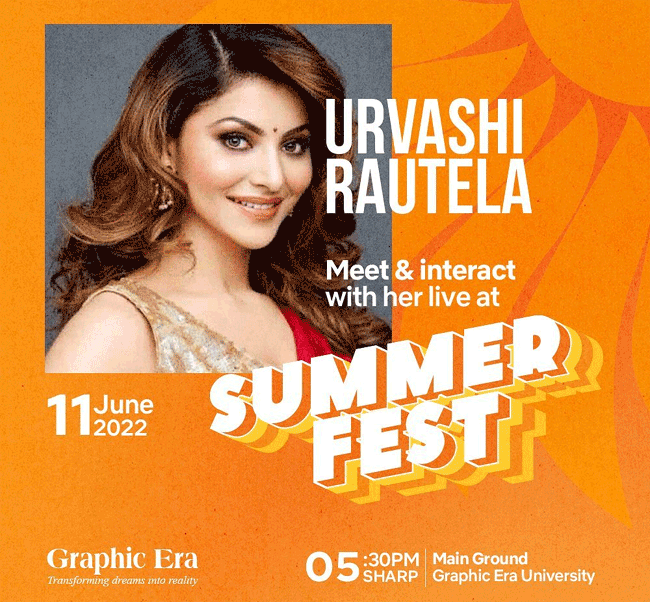 URVASHI
RAUTELA
Meet & interact
with her live at
SUMMER
FEST
11 June
2022
Graphic Era
Transforming dreams into reality
05:30PM
SHARP
Main Ground
Graphic Era University